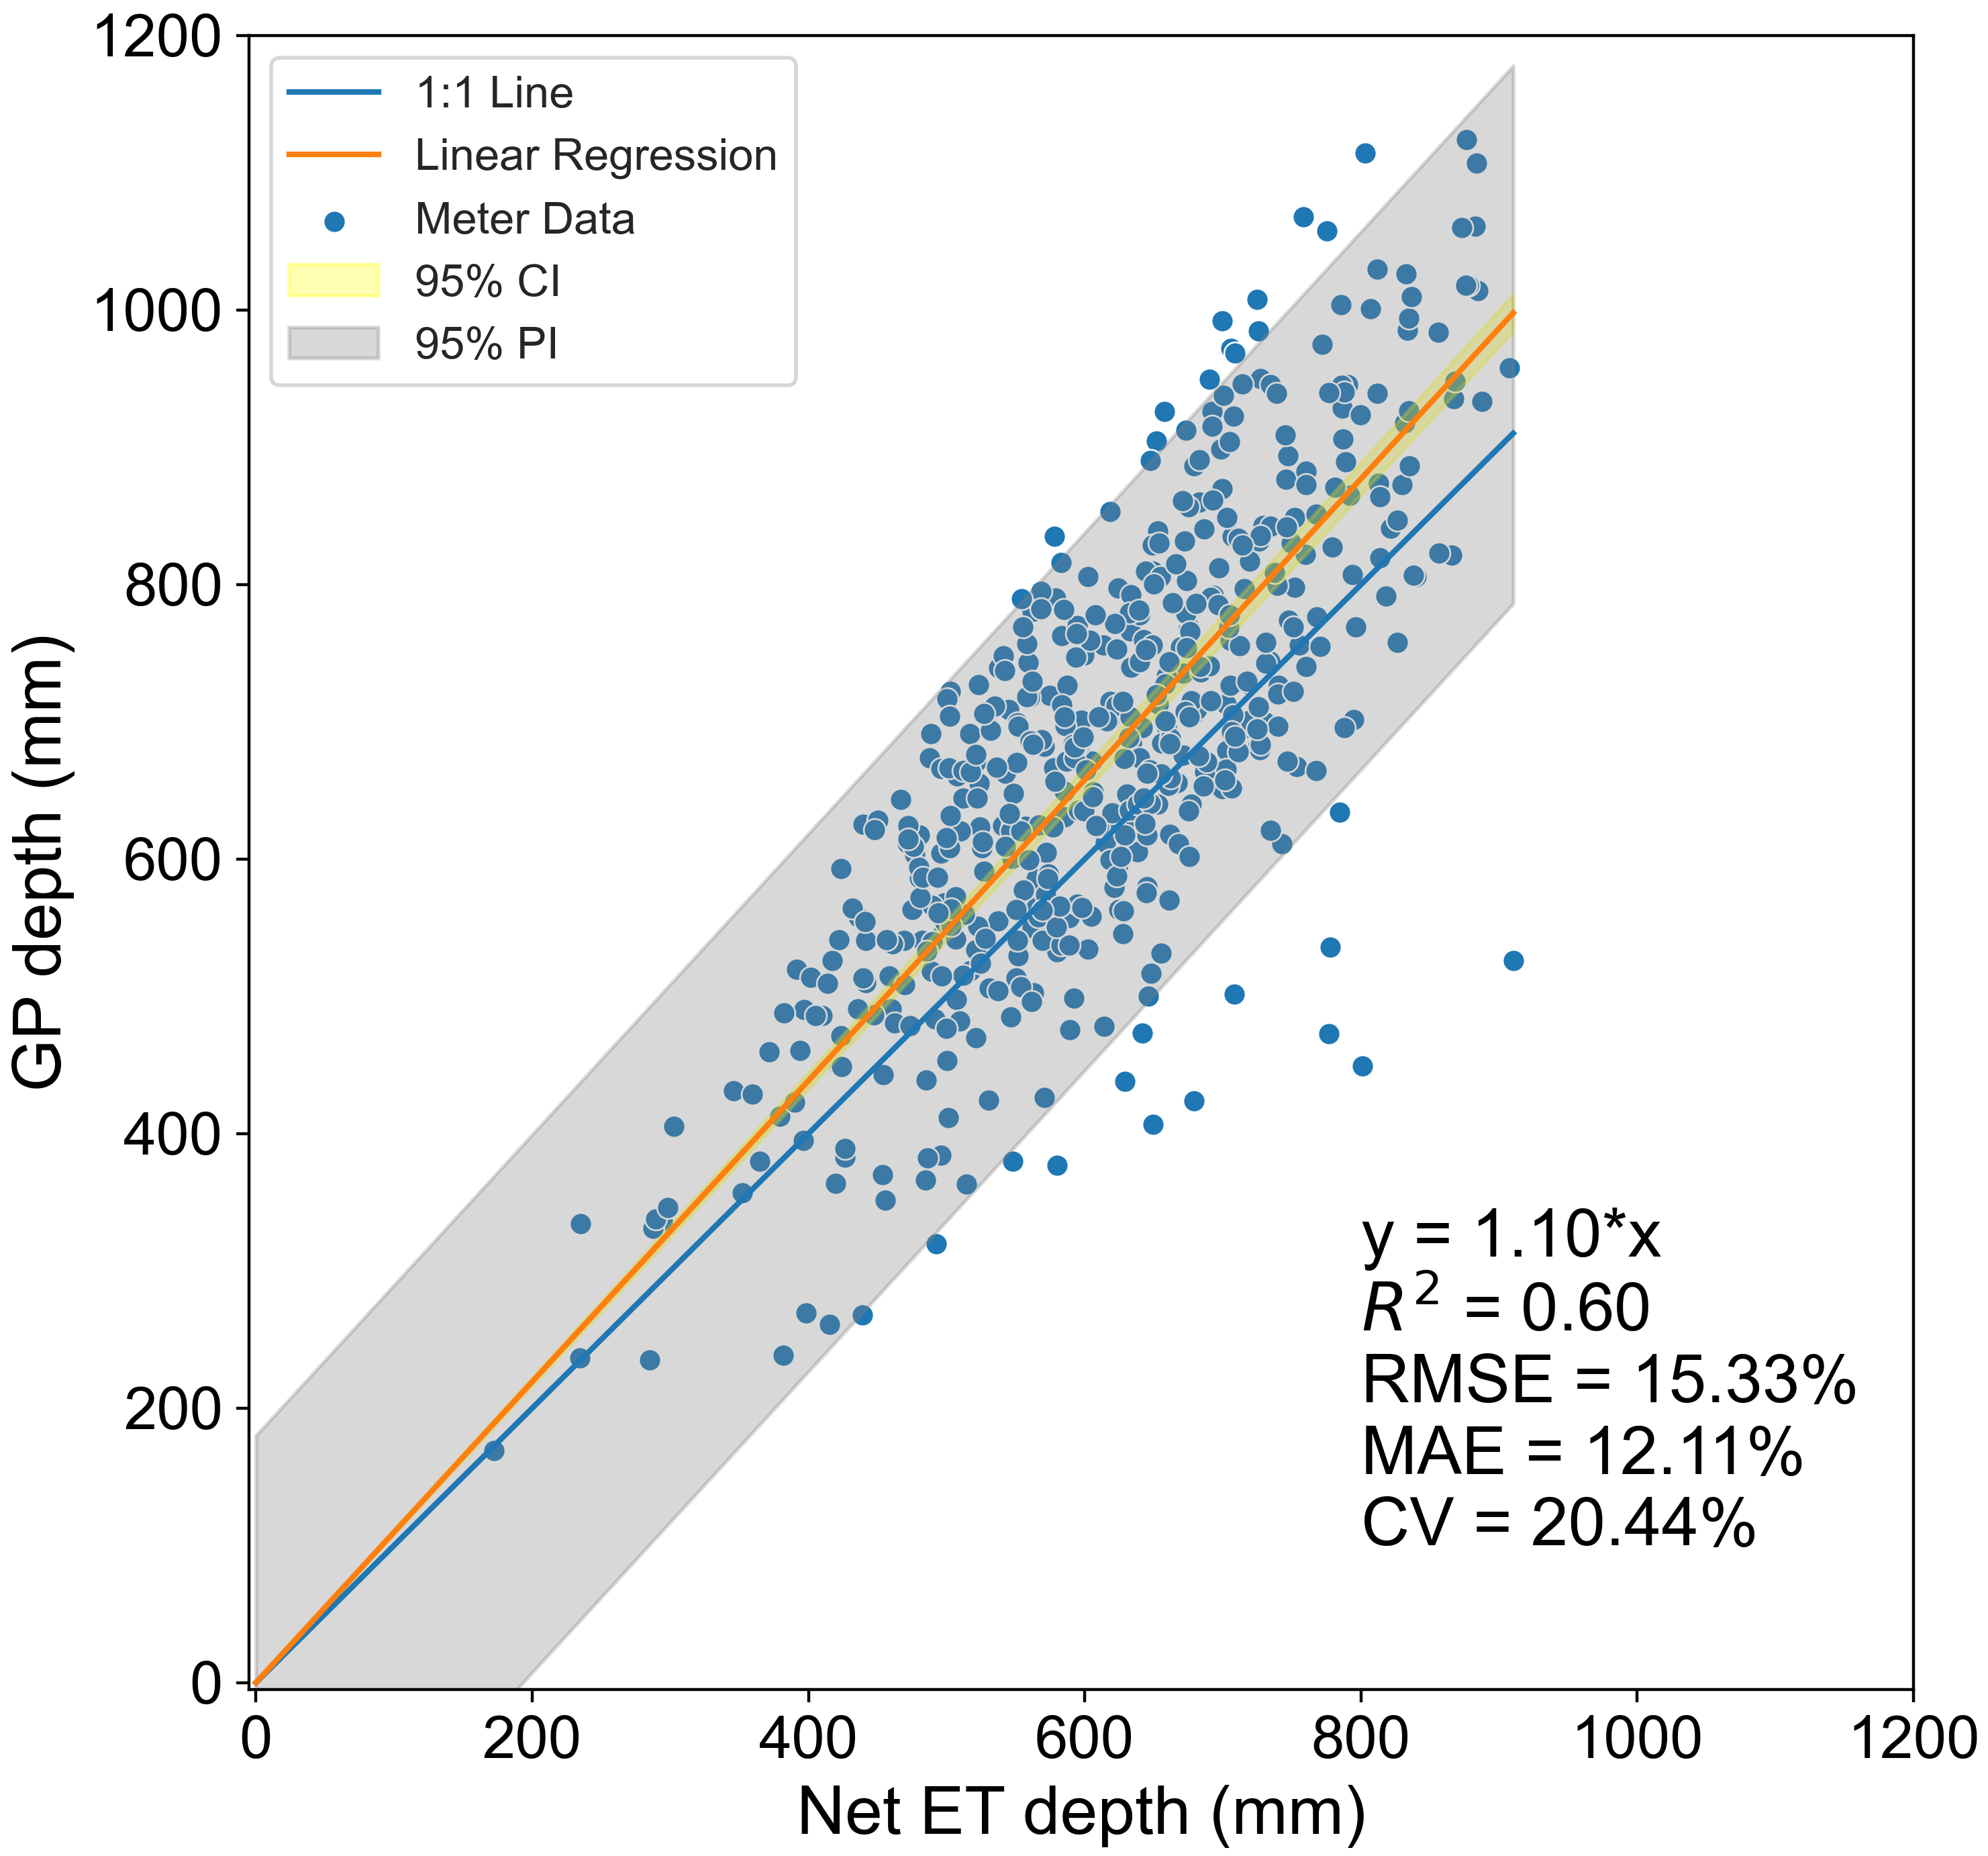 1200
1000
800
600
400
200
0
GP depth (mm)
1:1 Line
Linear Regression
Meter Data
95% CI
95% PI
y = 1.10*x
R² = 0.60
RMSE = 15.33%
MAE = 12.11%
CV = 20.44%
0 200 400 600 800 1000 1200
Net ET depth (mm)